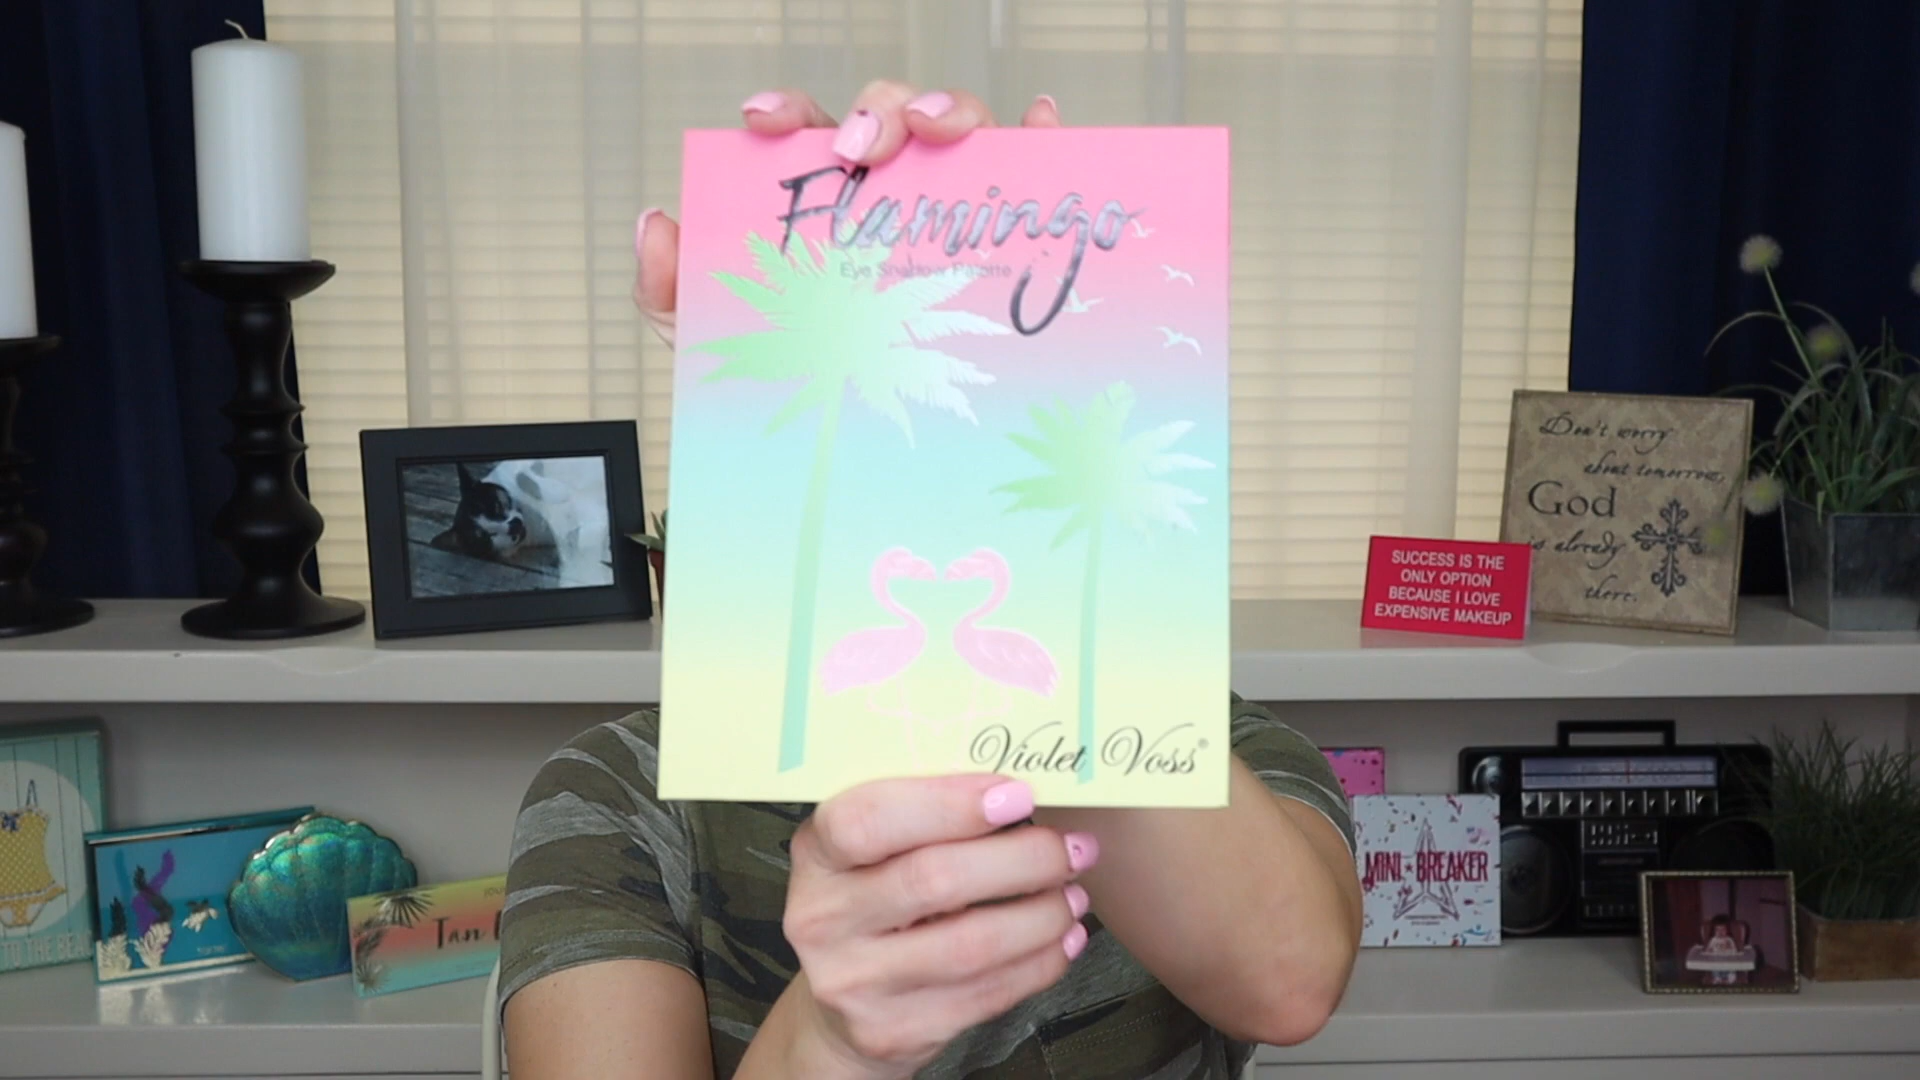 Flamingo
Eye Shadow Palette
Violet Voss®
Don't worry
about tomorrow,
God
is already
there.
SUCCESS IS THE
ONLY OPTION
BECAUSE I LOVE
EXPENSIVE MAKEUP
TO THE BEA
Tan
MINI BREAKER